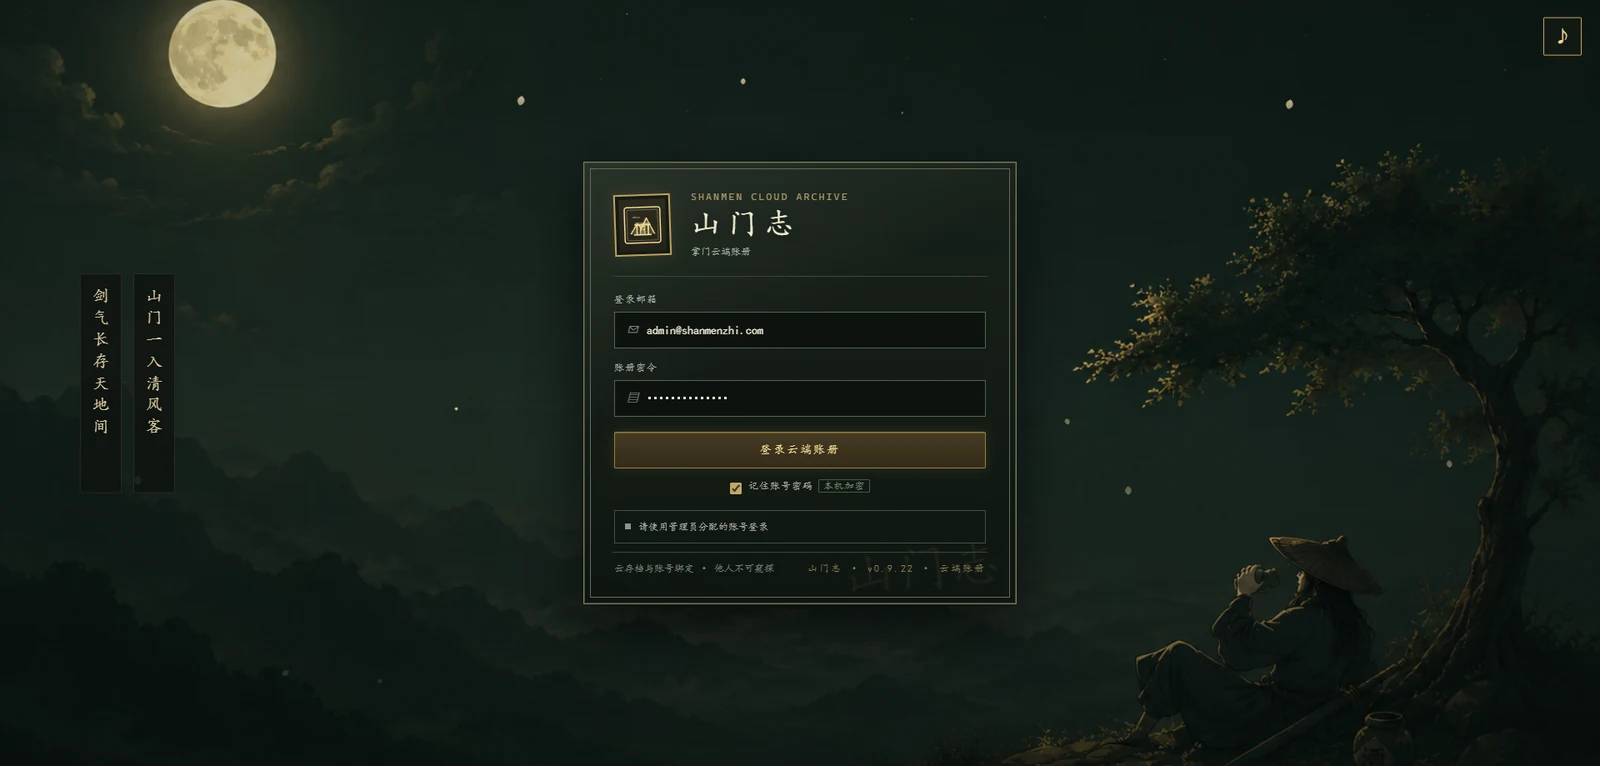 ♪
山门一入清风客
剑气长存天地间
SHANMEN CLOUD ARCHIVE
山门志
掌门云端账册
登录邮箱
admin@shanmenzhi.com
账册密令
••••••••••••••
登录云端账册
记住账号密码 本机加密
请使用管理员分配的账号登录
云存档与账号绑定 • 他人不可窥探
山门志 • v0.9.22 • 云端账册
山门志